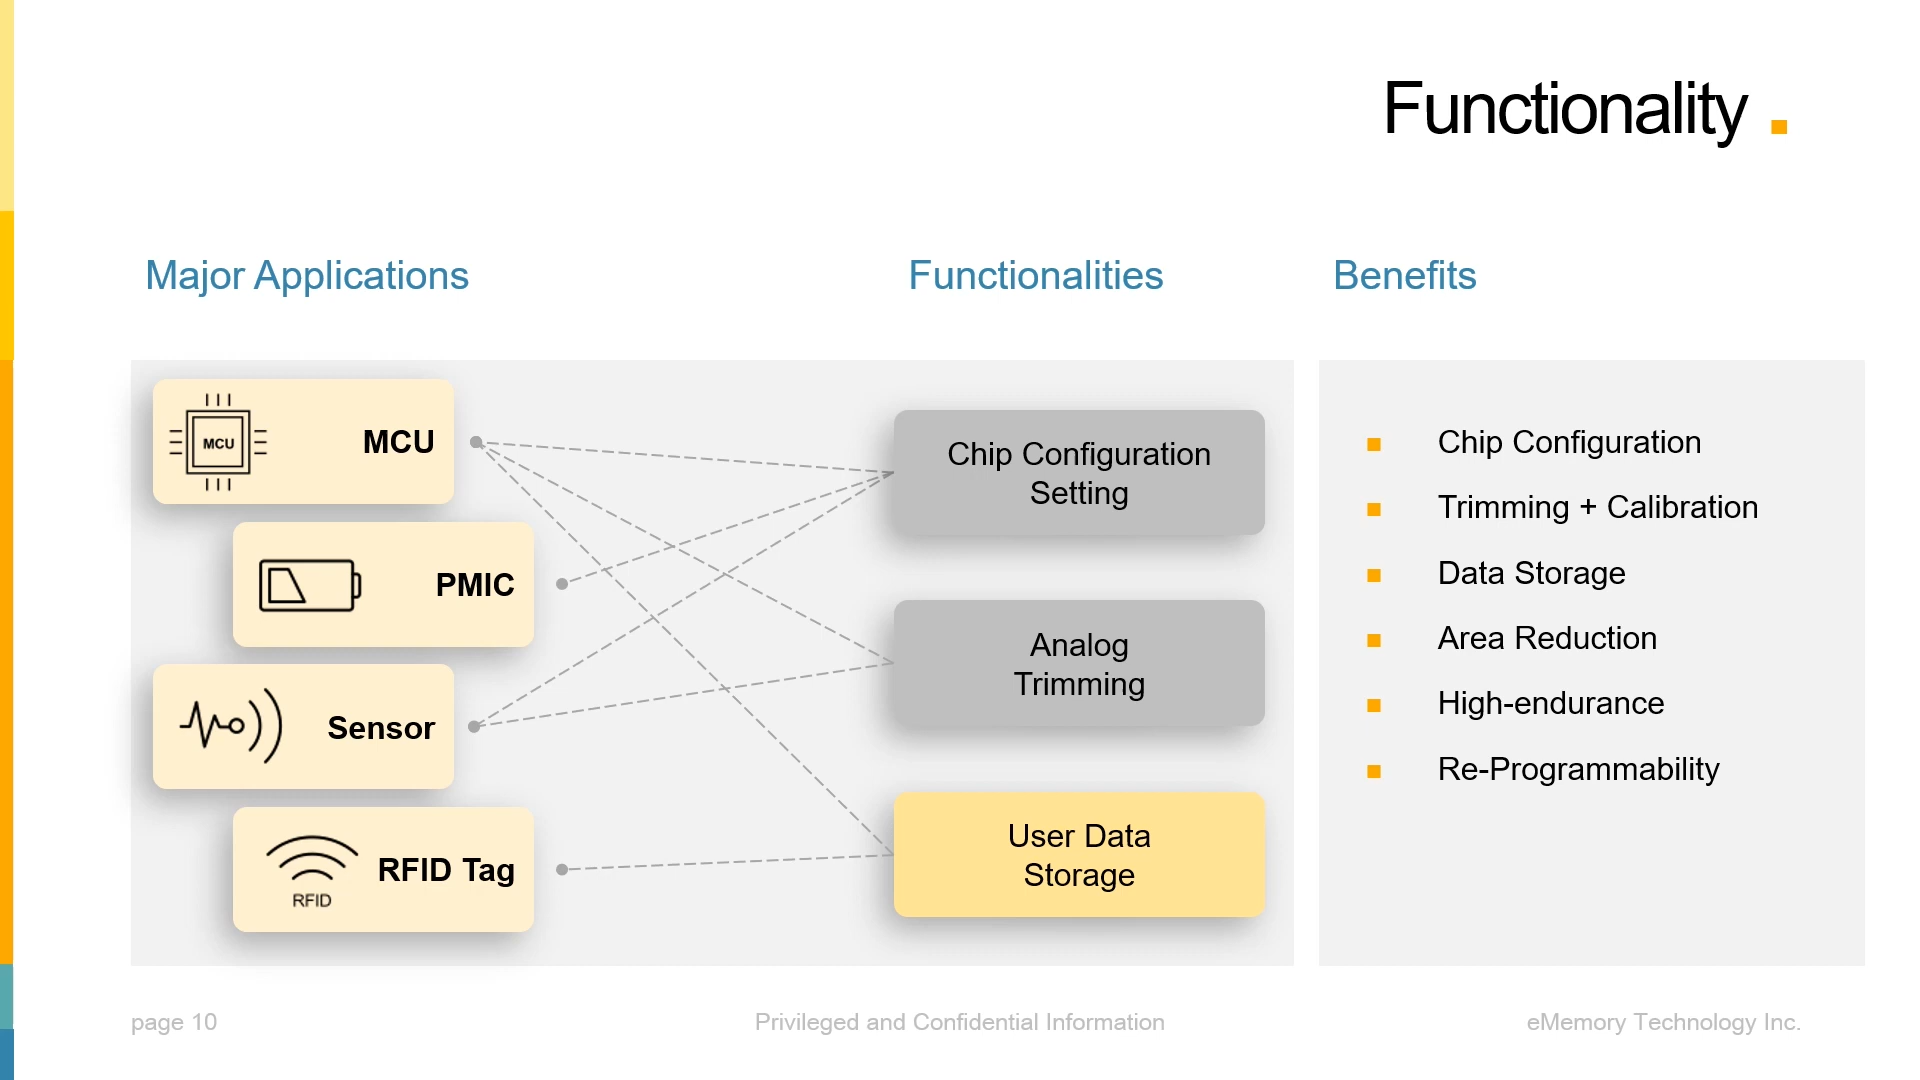 Functionality .
Major Applications
Functionalities
Benefits
MCU
MCU
PMIC
Sensor
RFID
RFID Tag
Chip Configuration
Setting
Analog
Trimming
User Data
Storage
Chip Configuration
Trimming + Calibration
Data Storage
Area Reduction
High-endurance
Re-Programmability
page 10
Privileged and Confidential Information
eMemory Technology Inc.